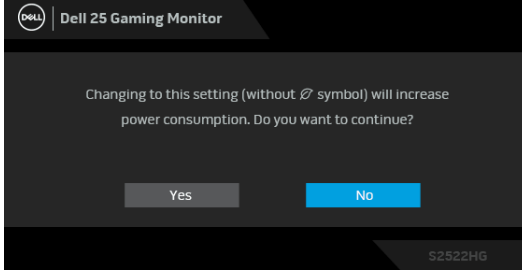 DELL
Dell 25 Gaming Monitor
Changing to this setting (without symbol) will increase
power consumption. Do you want to continue?
Yes
No
S2522HG